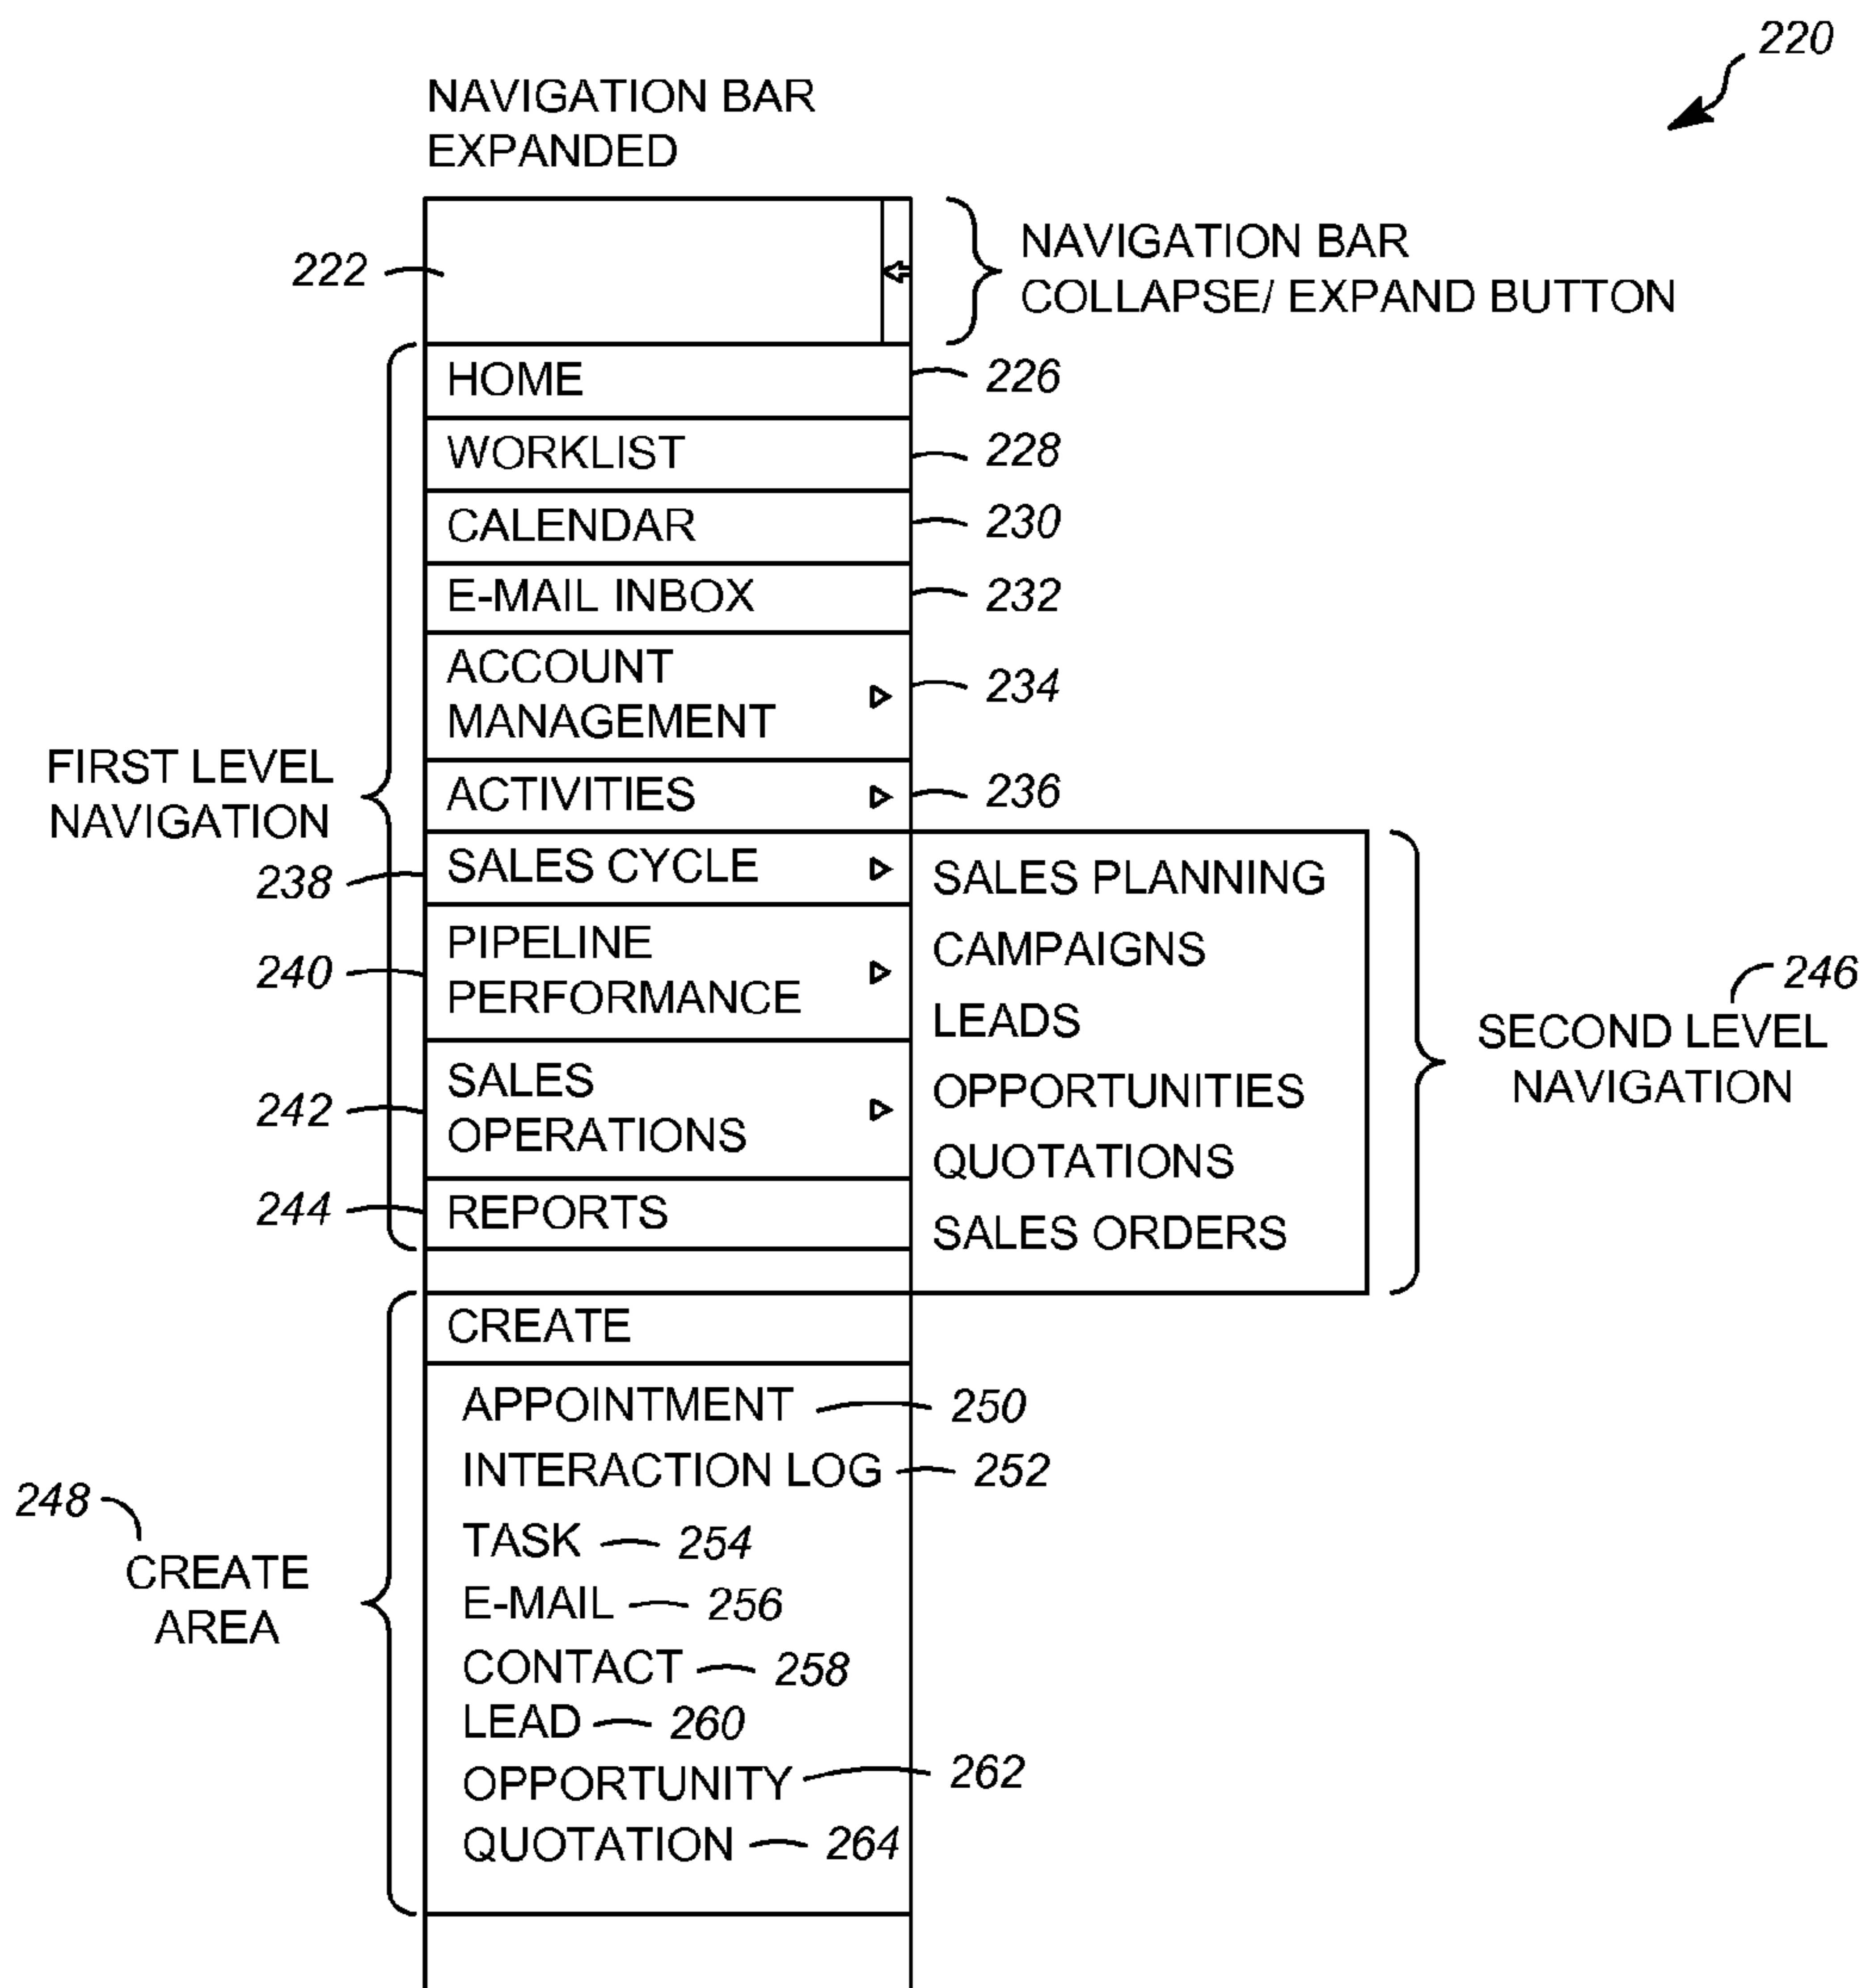 220
NAVIGATION BAR
EXPANDED
222
NAVIGATION BAR
COLLAPSE/ EXPAND BUTTON
HOME
226
WORKLIST
228
CALENDAR
230
E-MAIL INBOX
232
ACCOUNT
MANAGEMENT
234
FIRST LEVEL
NAVIGATION
ACTIVITIES
236
238
SALES CYCLE
240
PIPELINE
PERFORMANCE
242
SALES
OPERATIONS
244
REPORTS
SALES PLANNING
CAMPAIGNS
LEADS
OPPORTUNITIES
QUOTATIONS
SALES ORDERS
246
SECOND LEVEL
NAVIGATION
CREATE
248
CREATE
AREA
APPOINTMENT 250
INTERACTION LOG 252
TASK 254
E-MAIL 256
CONTACT 258
LEAD 260
OPPORTUNITY 262
QUOTATION 264